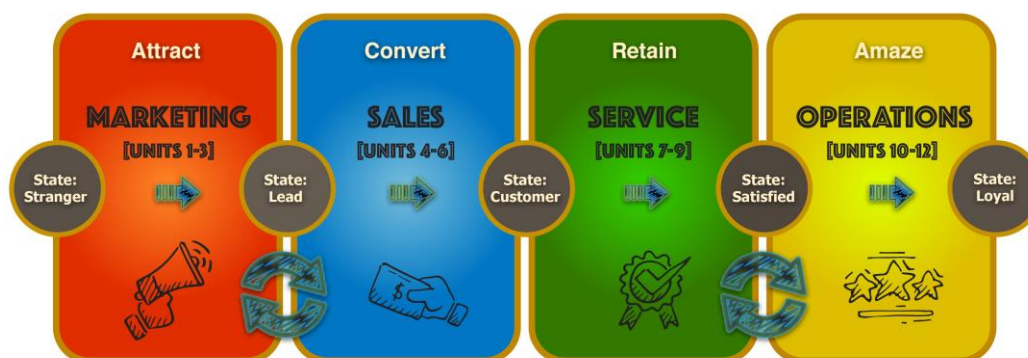 Attract
Convert
Retain
Amaze
MARKETING
SALES
SERVICE
OPERATIONS
[UNITS 1-3]
[UNITS 4-6]
[UNITS 7-9]
[UNITS 10-12]
State:
Stranger
State:
Lead
State:
Customer
State:
Satisfied
State:
Loyal
$